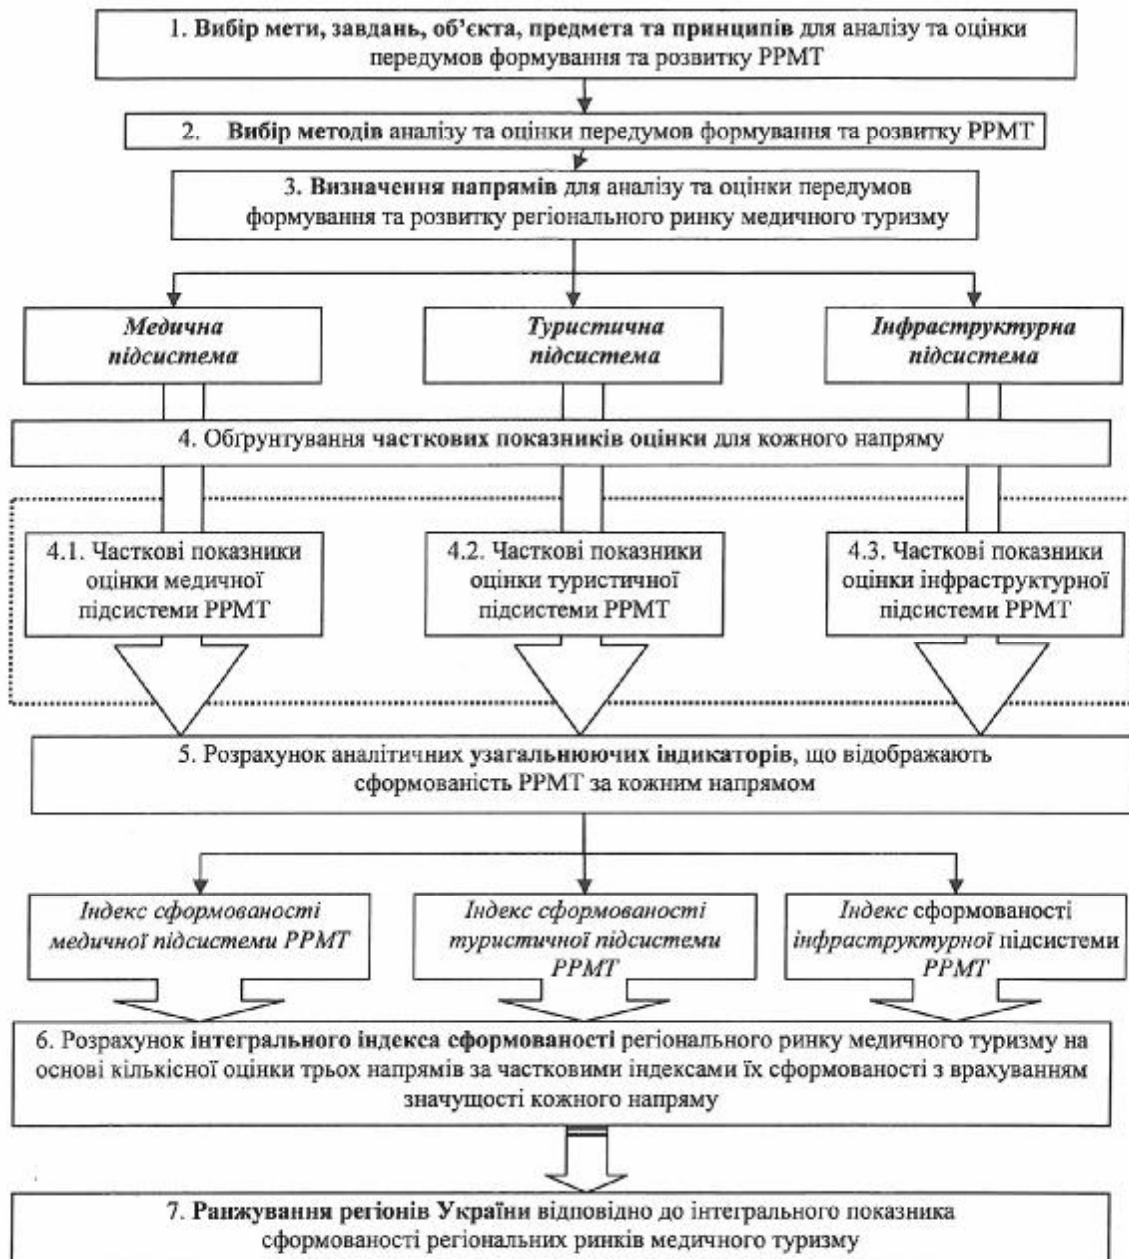 1. Вибір мети, завдань, об’єкта, предмета та принципів для аналізу та оцінки
передумов формування та розвитку РРМТ
2. Вибір методів аналізу та оцінки передумов формування та розвитку РРМТ
3. Визначення напрямів для аналізу та оцінки передумов
формування та розвитку регіонального ринку медичного туризму
Медична
підсистема
Туристична
підсистема
Інфраструктурна
підсистема
4. Обґрунтування часткових показників оцінки для кожного напряму
4.1. Часткові показники
оцінки медичної
підсистеми РРМТ
4.2. Часткові показники
оцінки туристичної
підсистеми РРМТ
4.3. Часткові показники
оцінки інфраструктурної
підсистеми РРМТ
5. Розрахунок аналітичних узагальнюючих індикаторів, що відображають
сформованість РРМТ за кожним напрямом
Індекс сформованості
медичної підсистеми РРМТ
Індекс сформованості
туристичної підсистеми
РРМТ
Індекс сформованості
інфраструктурної підсистеми
РРМТ
6. Розрахунок інтегрального індекса сформованості регіонального ринку медичного туризму на
основі кількісної оцінки трьох напрямів за частковими індексами їх сформованості з врахуванням
значущості кожного напряму
7. Ранжування регіонів України відповідно до інтегрального показника
сформованості регіональних ринків медичного туризму